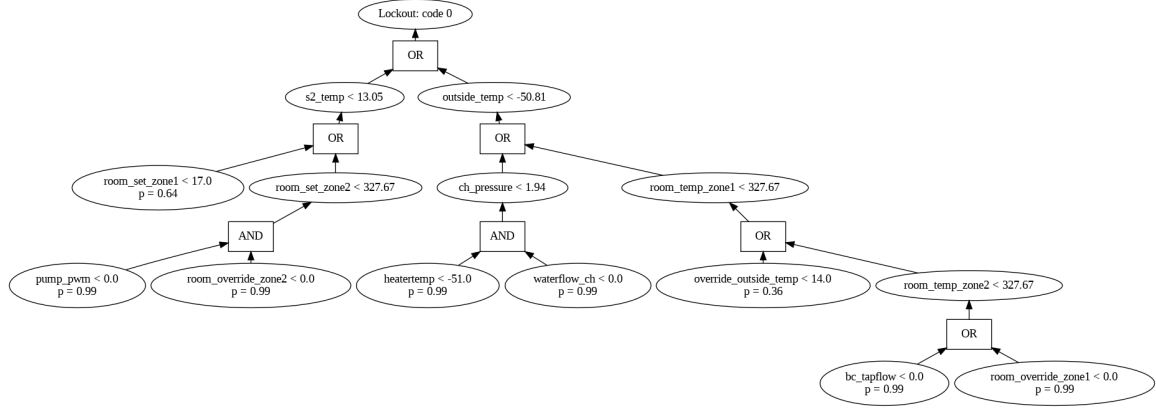 Lockout: code 0
OR
s2_temp < 13.05
outside_temp < -50.81
OR
OR
room_set_zone1 < 17.0
p = 0.64
room_set_zone2 < 327.67
ch_pressure < 1.94
room_temp_zone1 < 327.67
AND
AND
OR
pump_pwm < 0.0
p = 0.99
room_override_zone2 < 0.0
p = 0.99
heatertemp < -51.0
p = 0.99
waterflow_ch < 0.0
p = 0.99
override_outside_temp < 14.0
p = 0.36
room_temp_zone2 < 327.67
OR
bc_tapflow < 0.0
p = 0.99
room_override_zone1 < 0.0
p = 0.99